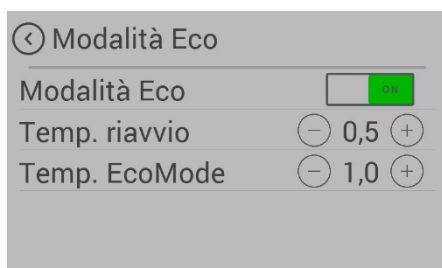 Modalità Eco
Modalità Eco ON
Temp. riavvio - 0,5 +
Temp. EcoMode - 1,0 +